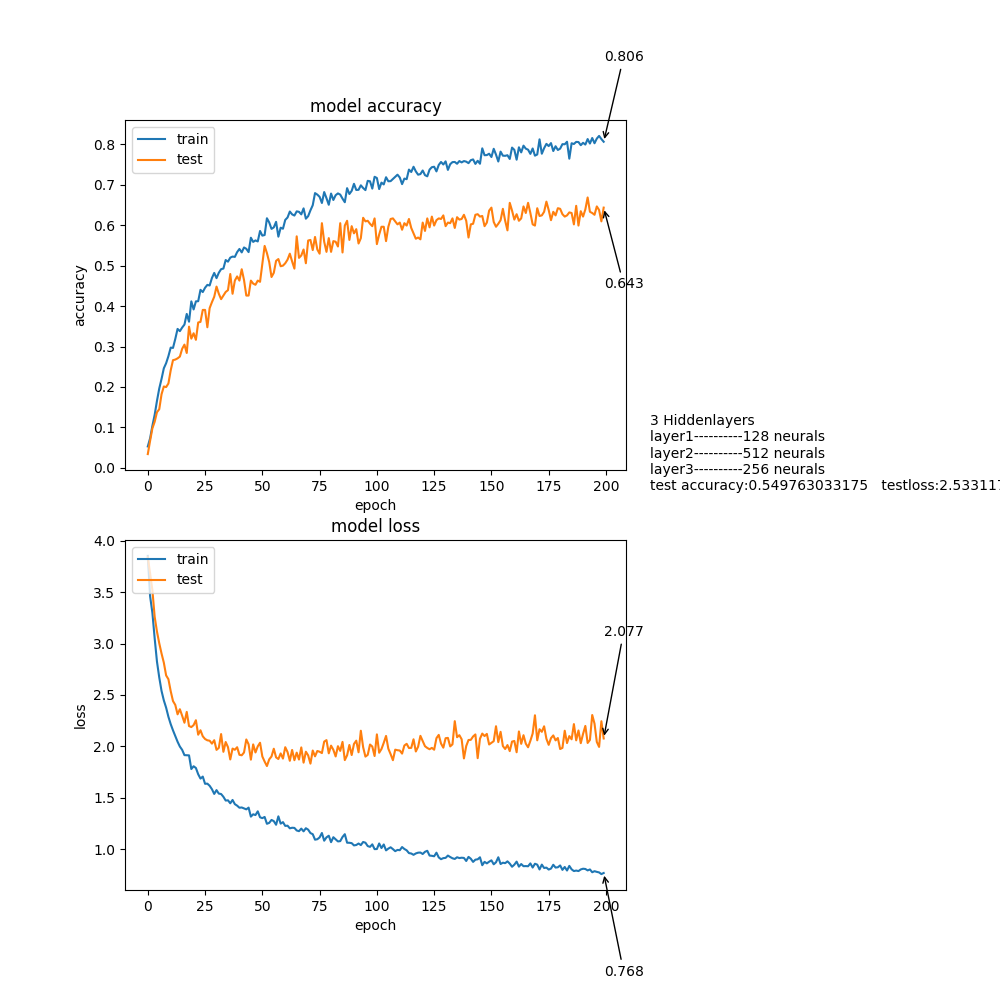 0.806
model accuracy
train
test
0.8
0.7
0.6
0.5
0.4
0.3
0.2
0.1
0.0
accuracy
0.643
0 25 50 75 100 125 150 175 200
epoch
3 Hiddenlayers
layer1----------128 neurals
layer2----------512 neurals
layer3----------256 neurals
test accuracy:0.549763033175 testloss:2.533117
model loss
train
test
4.0
3.5
3.0
2.5
2.0
1.5
1.0
loss
2.077
0 25 50 75 100 125 150 175 200
epoch
0.768